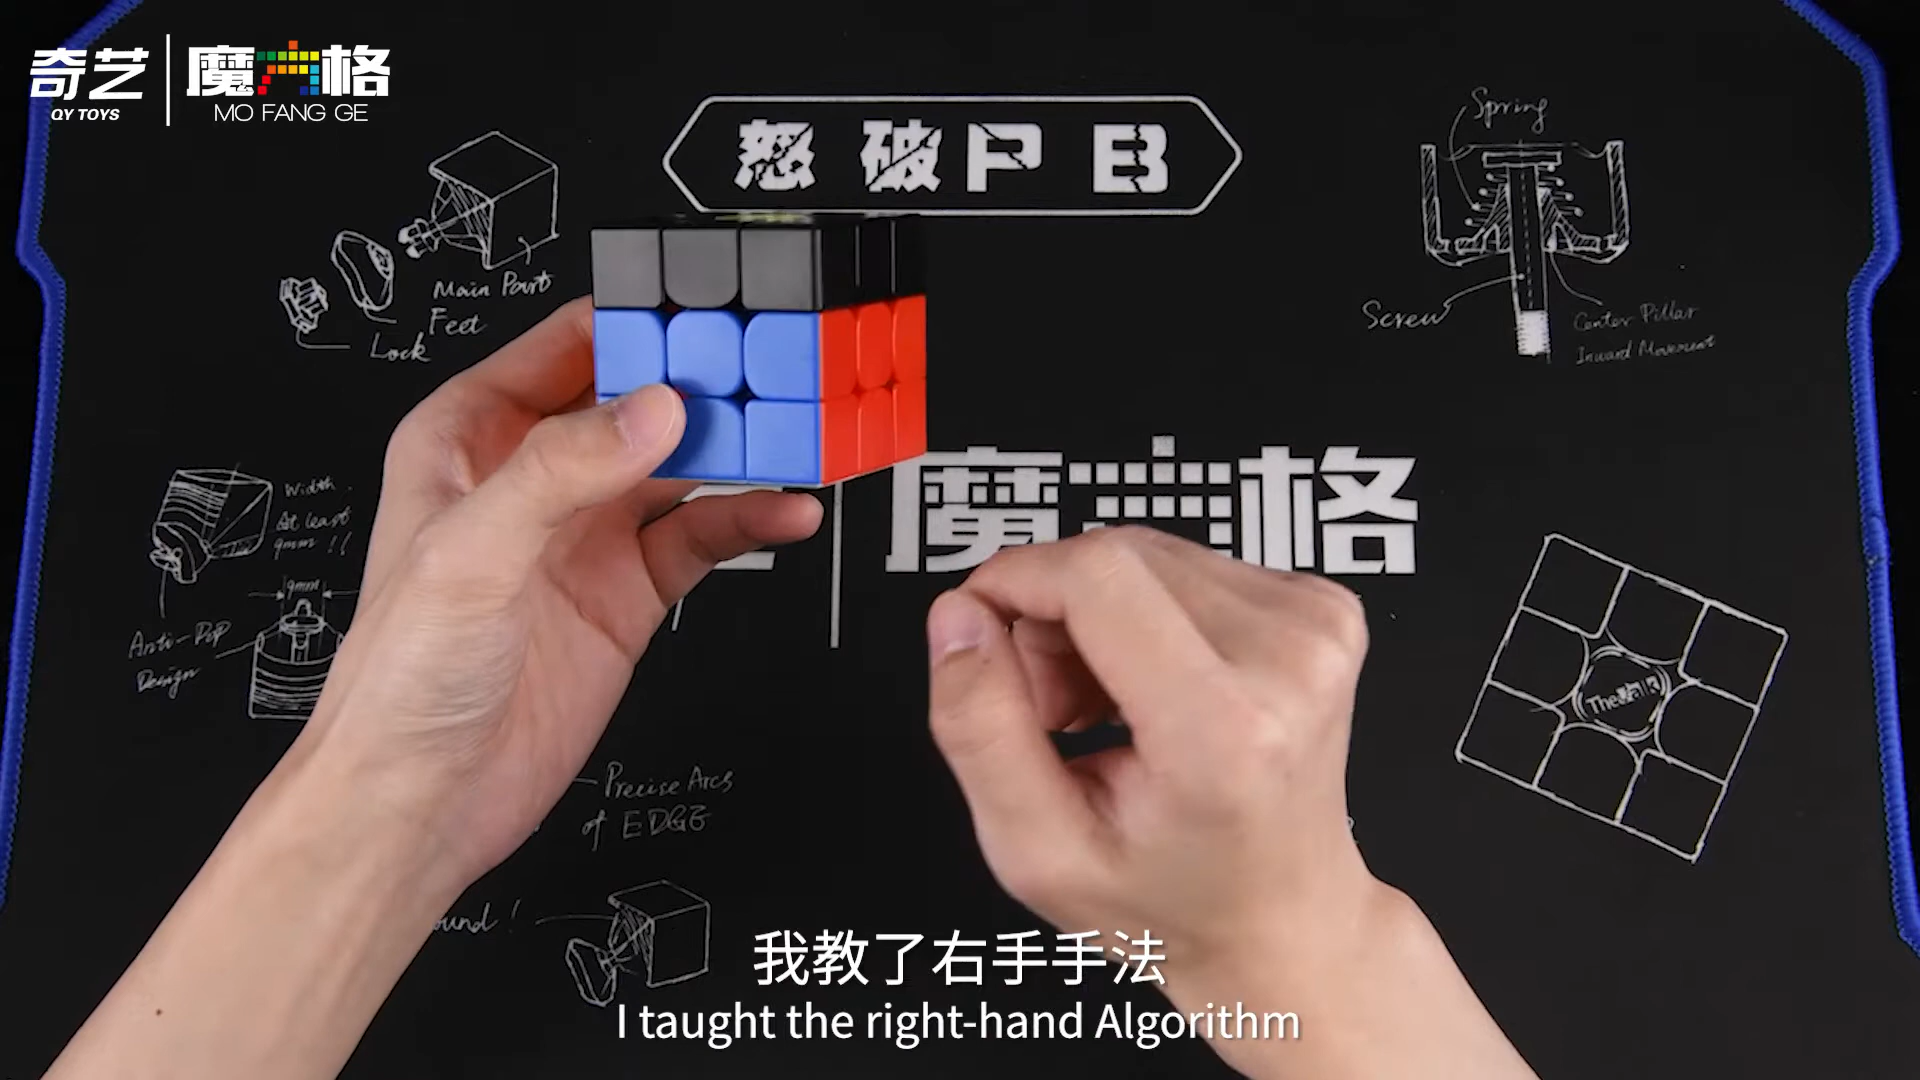 奇艺 魔方格
QY TOYS MO FANG GE
怒破PB
Spring
Main Part
Feet
Lock
Screw
Center Pillar
Inward Movement
魔方格
Width
At least
9mm !!
9mm
Anti-Pop
Design
Precise Arcs
of EDGE
ound !
我教了右手手法
I taught the right-hand Algorithm